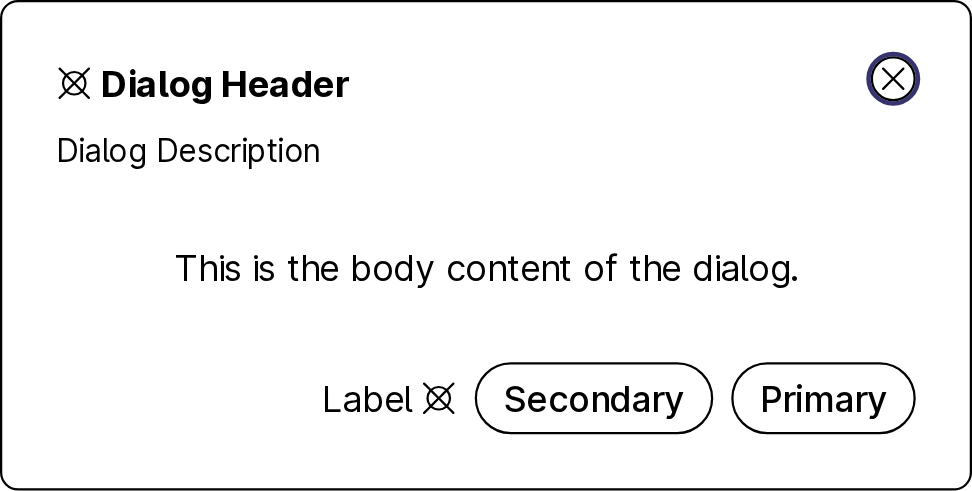 Dialog Header
Dialog Description
This is the body content of the dialog.
Label Secondary Primary